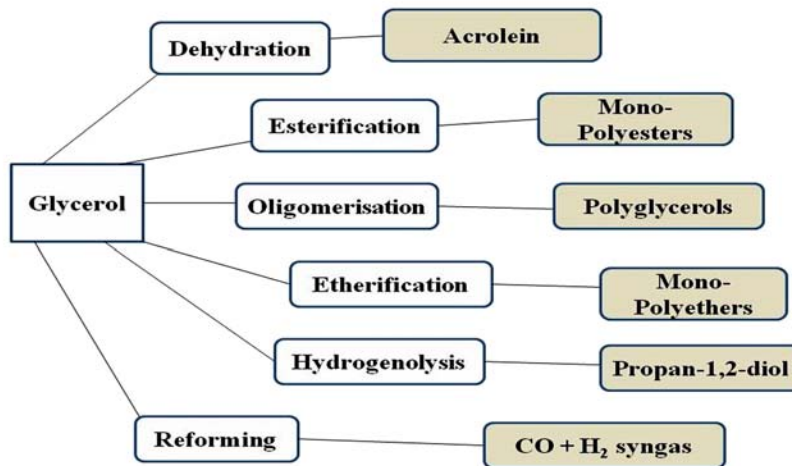 Dehydration
Acrolein
Esterification
Mono-
Polyesters
Glycerol
Oligomerisation
Polyglycerols
Etherification
Mono-
Polyethers
Hydrogenolysis
Propan-1,2-diol
Reforming
CO + H₂ syngas